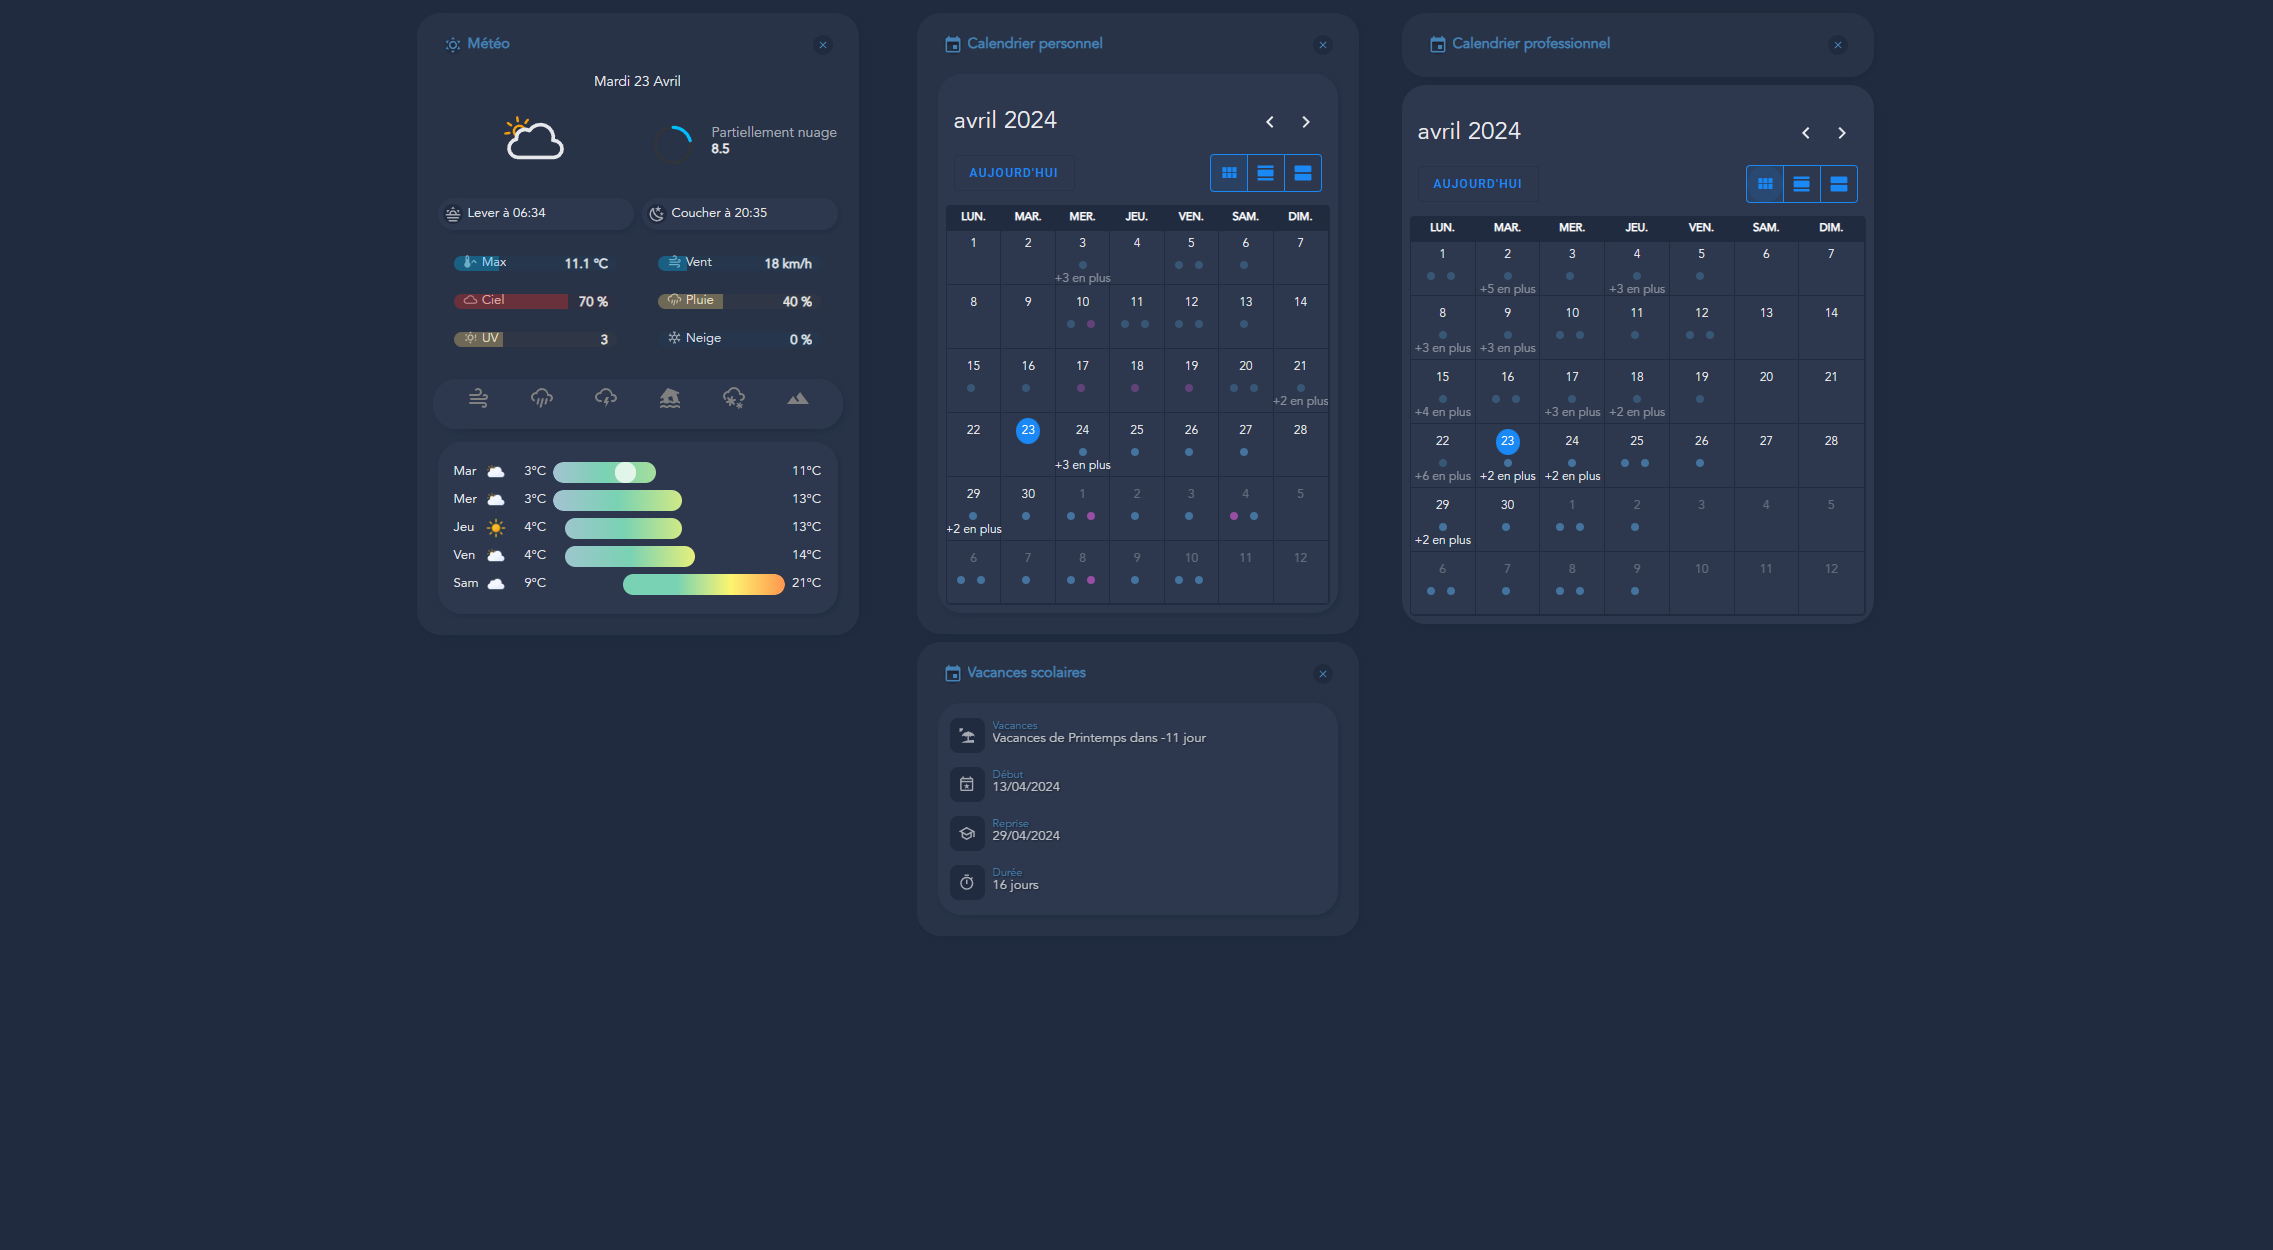 Météo
Mardi 23 Avril
Partiellement nuage
8.5
Lever à 06:34
Coucher à 20:35
Max 11.1 °C
Vent 18 km/h
Ciel 70 %
Pluie 40 %
UV 3
Neige 0 %
Mar 3°C 11°C
Mer 3°C 13°C
Jeu 4°C 13°C
Ven 4°C 14°C
Sam 9°C 21°C
Calendrier personnel
avril 2024
AUJOURD'HUI
LUN. MAR. MER. JEU. VEN. SAM. DIM.
1 2 3 4 5 6 7
+3 en plus
8 9 10 11 12 13 14
15 16 17 18 19 20 21
+2 en plus
22 23 24 25 26 27 28
+3 en plus
29 30 1 2 3 4 5
+2 en plus
6 7 8 9 10 11 12
Vacances scolaires
Vacances
Vacances de Printemps dans -11 jour
Début
13/04/2024
Reprise
29/04/2024
Durée
16 jours
Calendrier professionnel
avril 2024
AUJOURD'HUI
LUN. MAR. MER. JEU. VEN. SAM. DIM.
1 2 3 4 5 6 7
+5 en plus +3 en plus
8 9 10 11 12 13 14
+3 en plus +3 en plus
15 16 17 18 19 20 21
+4 en plus +3 en plus +2 en plus
22 23 24 25 26 27 28
+6 en plus +2 en plus +2 en plus
29 30 1 2 3 4 5
+2 en plus
6 7 8 9 10 11 12